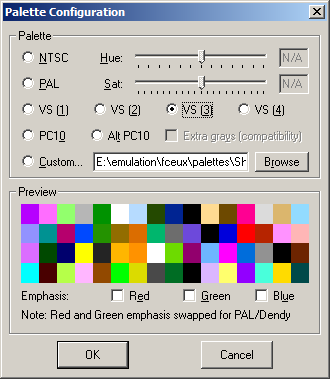 Palette Configuration
Palette
NTSC Hue: N/A
PAL Sat: N/A
VS (1) VS (2) VS (3) VS (4)
PC10 Alt PC10 Extra grays (compatibility)
Custom... E:\emulation\fceux\palettes\Sh Browse
Preview
Emphasis: Red Green Blue
Note: Red and Green emphasis swapped for PAL/Dendy
OK Cancel